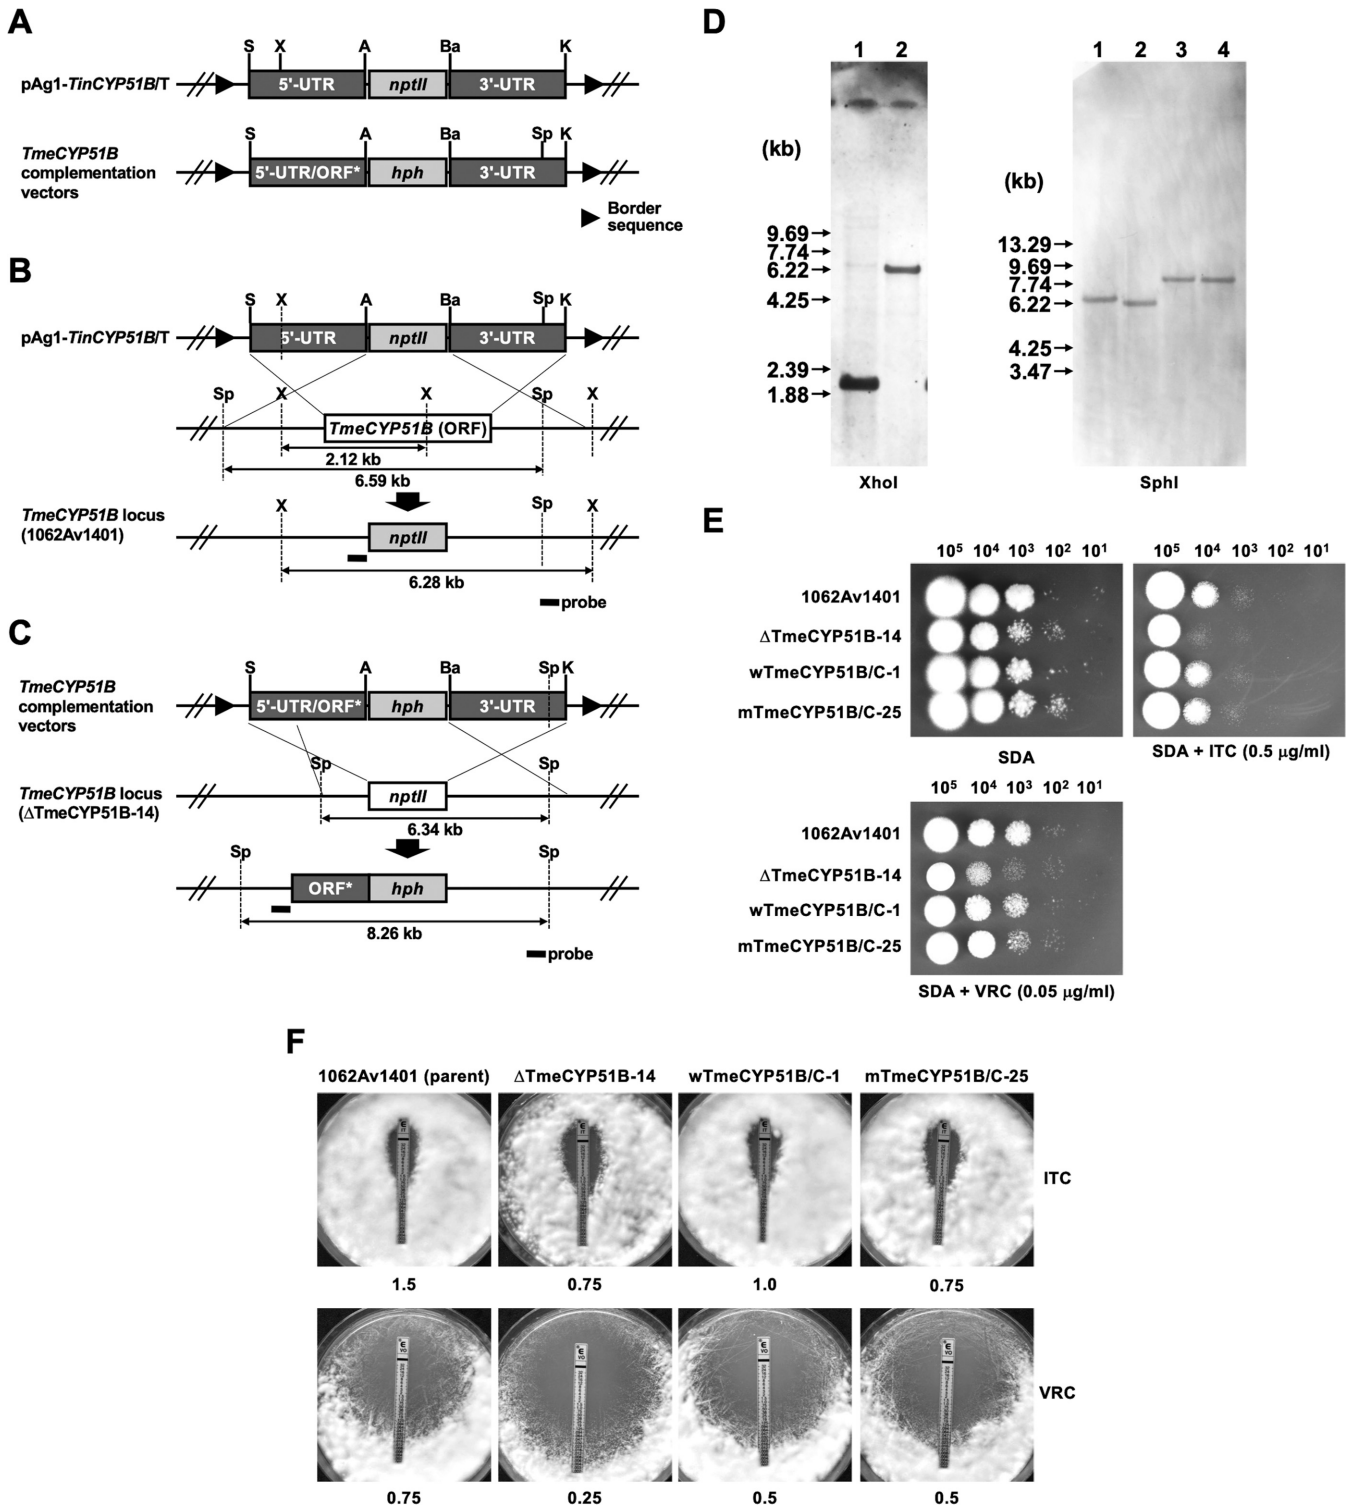 A
S X A Ba K
pAg1-TinCYP51B/T
5'-UTR nptII 3'-UTR
S A Ba Sp K
TmeCYP51B
complementation
vectors
5'-UTR/ORF* hph 3'-UTR
Border
sequence
B
S X A Ba Sp K
pAg1-TinCYP51B/T
5'-UTR nptII 3'-UTR
Sp X X Sp X
TmeCYP51B (ORF)
2.12 kb
6.59 kb
TmeCYP51B locus
(1062Av1401)
X Sp X
nptII
6.28 kb
probe
C
S A Ba Sp K
TmeCYP51B
complementation
vectors
5'-UTR/ORF* hph 3'-UTR
Sp Sp
TmeCYP51B locus
(ΔTmeCYP51B-14)
nptII
6.34 kb
Sp Sp
ORF* hph
8.26 kb
probe
D
1 2
(kb)
9.69
7.74
6.22
4.25
2.39
1.88
XhoI
1 2 3 4
(kb)
13.29
9.69
7.74
6.22
4.25
3.47
SphI
E
10⁵ 10⁴ 10³ 10² 10¹
10⁵ 10⁴ 10³ 10² 10¹
1062Av1401
ΔTmeCYP51B-14
wTmeCYP51B/C-1
mTmeCYP51B/C-25
SDA
SDA + ITC (0.5 μg/ml)
10⁵ 10⁴ 10³ 10² 10¹
1062Av1401
ΔTmeCYP51B-14
wTmeCYP51B/C-1
mTmeCYP51B/C-25
SDA + VRC (0.05 μg/ml)
F
1062Av1401 (parent) ΔTmeCYP51B-14 wTmeCYP51B/C-1 mTmeCYP51B/C-25
ITC
1.5 0.75 1.0 0.75
VRC
0.75 0.25 0.5 0.5